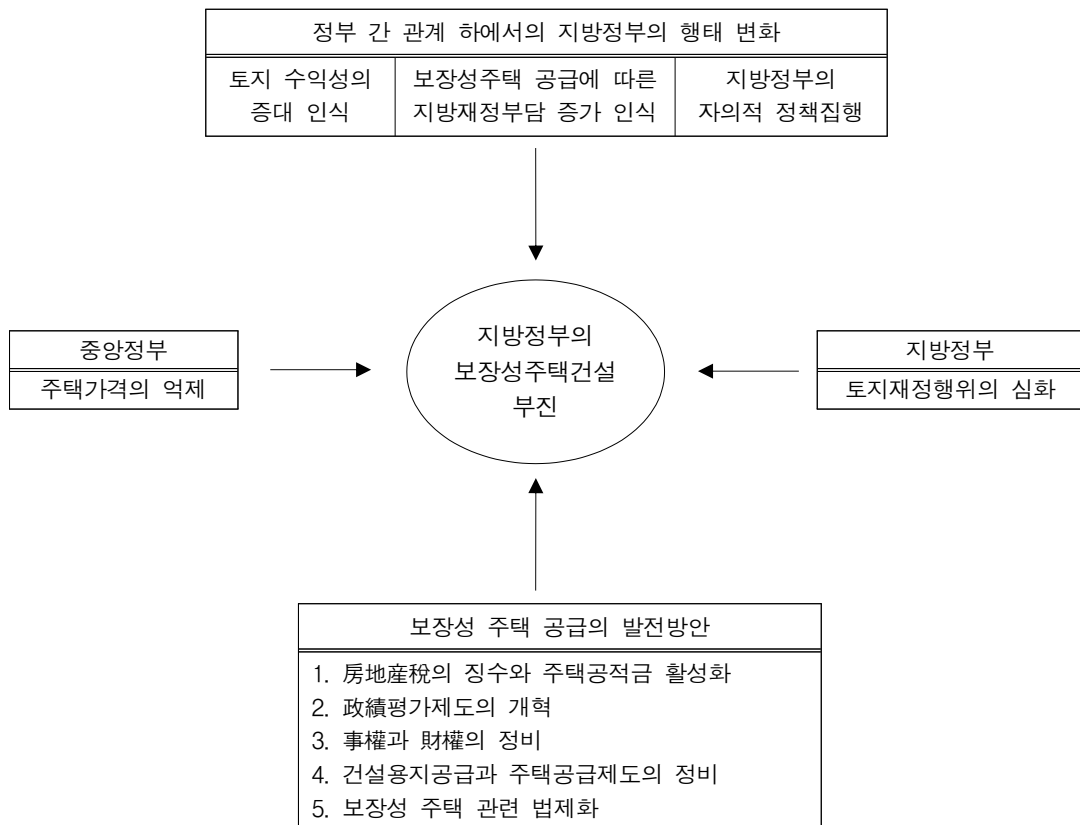 정부 간 관계 하에서의 지방정부의 행태 변화
토지 수익성의
증대 인식
보장성주택 공급에 따른
지방재정부담 증가 인식
지방정부의
자의적 정책집행
중앙정부
주택가격의 억제
지방정부의
보장성주택건설
부진
지방정부
토지재정행위의 심화
보장성 주택 공급의 발전방안
1. 房地産稅의 징수와 주택공적금 활성화
2. 政績평가제도의 개혁
3. 事權과 財權의 정비
4. 건설용지공급과 주택공급제도의 정비
5. 보장성 주택 관련 법제화